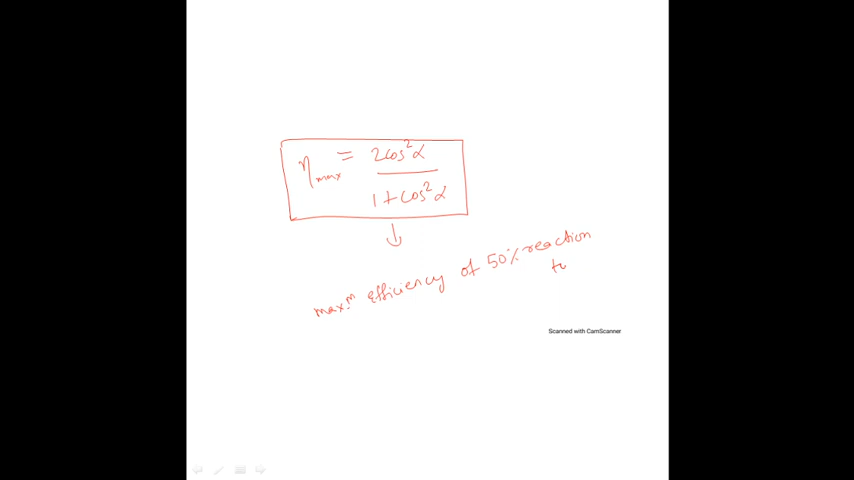 η_max = 2cos²α / 1+cos²α
max.ᵐ efficiency of 50% reaction
Scanned with CamScanner